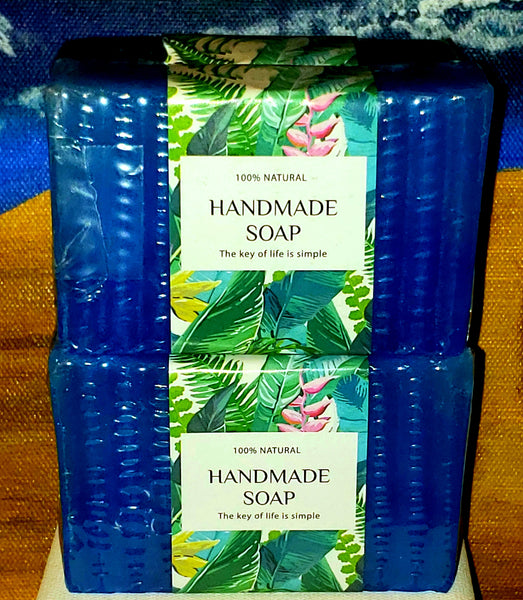 100% NATURAL
HANDMADE
SOAP
The key of life is simple
100% NATURAL
HANDMADE
SOAP
The key of life is simple